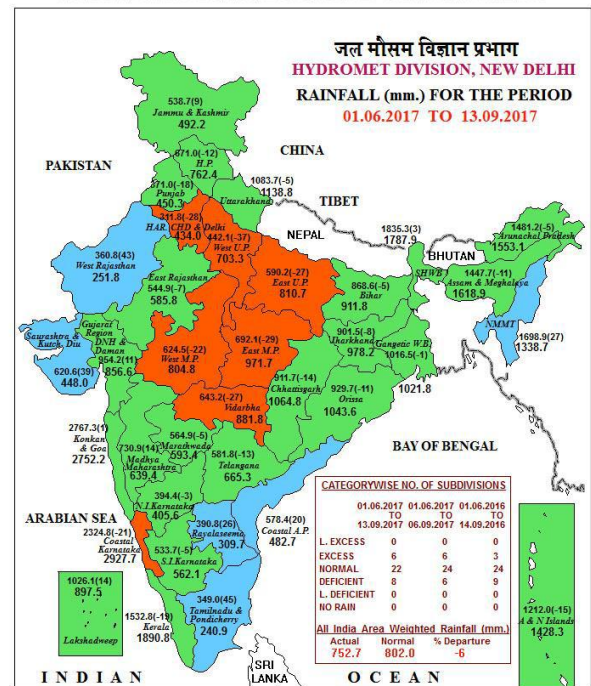 जल मौसम विज्ञान प्रभाग
HYDROMET DIVISION, NEW DELHI
RAINFALL (mm.) FOR THE PERIOD
01.06.2017 TO 13.09.2017
538.7(9)
Jammu & Kashmir
492.2
CHINA
PAKISTAN
671.0(-12)
H.P.
762.4
371.0(-18)
Punjab
450.3
1083.7(-5)
1138.8
Uttarakhand
TIBET
311.8(-28)
HAR. CHD & Delhi
434.0
442.1(-37)
West U.P.
703.3
NEPAL
1835.3(3)
1787.9
BHUTAN
1481.2(-5)
Arunachal Pradesh
1553.1
360.8(43)
West Rajasthan
251.8
East Rajasthan
544.9(-7)
585.8
590.2(-27)
East U.P.
810.7
868.6(-5)
Bihar
911.8
SHWB
1447.7(-11)
Assam & Meghalaya
1618.9
NMMT
1698.9(27)
1338.7
Gujarat
Region
DNH &
Daman
954.2(11)
856.6
Saurashtra &
Kutch, Diu
620.6(39)
448.0
624.5(-22)
West M.P.
804.8
692.1(-29)
East M.P.
971.7
901.5(-8)
Jharkhand
978.2
Gangetic W.B.
1016.5(-1)
1021.8
911.7(-14)
Chhattisgarh
1064.8
929.7(-11)
Orissa
1043.6
643.2(-27)
Vidarbha
881.8
2767.3(1)
Konkan
& Goa
2752.2
730.9(14)
Madhya
Maharashtra
639.4
564.9(-5)
Marathwada
593.4
581.8(-13)
Telangana
665.3
BAY OF BENGAL
394.4(-3)
N.I.Karnataka
405.6
ARABIAN SEA
2324.8(-21)
Coastal
Karnataka
2927.7
390.8(26)
Rayalaseema
309.7
578.4(20)
Coastal A.P.
482.7
533.7(-5)
S.I.Karnataka
562.1
1026.1(14)
897.5
Lakshadweep
1532.8(-19)
Kerala
1890.8
349.0(45)
Tamilnadu &
Pondicherry
240.9
CATEGORYWISE NO. OF SUBDIVISIONS
01.06.2017 01.06.2017 01.06.2016
TO TO TO
13.09.2017 06.09.2017 14.09.2016
L. EXCESS 0 0 0
EXCESS 6 6 3
NORMAL 22 24 24
DEFICIENT 8 6 9
L. DEFICIENT 0 0 0
NO RAIN 0 0 0
All India Area Weighted Rainfall (mm.)
Actual Normal % Departure
752.7 802.0 -6
1212.0(-15)
A & N Islands
1428.3
SRI
LANKA
INDIAN OCEAN